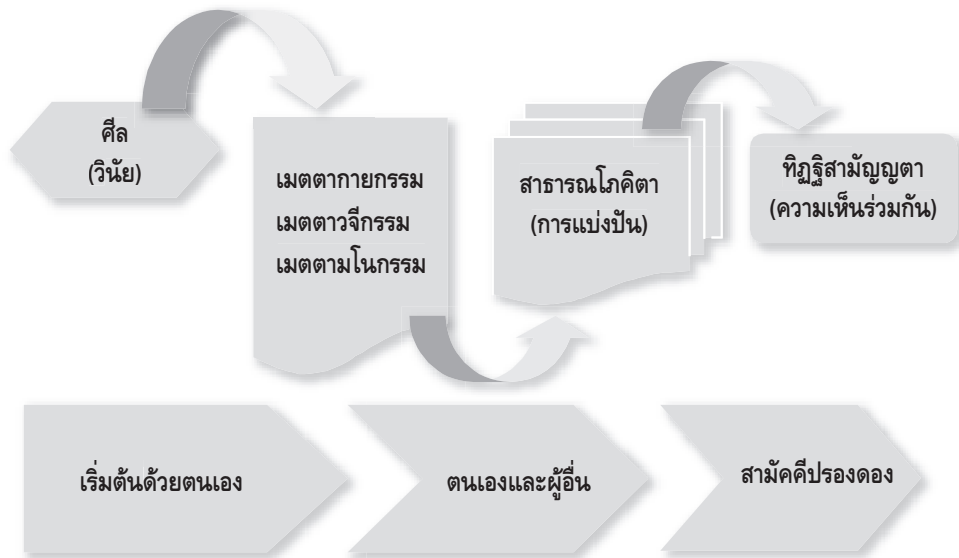 ศีล
(วินัย)
เมตตากายกรรม
เมตตาวจีกรรม
เมตตามโนกรรม
สาธารณโภคิตา
(การแบ่งปัน)
ทิฏฐิสามัญญตา
(ความเห็นร่วมกัน)
เริ่มต้นด้วยตนเอง
ตนเองและผู้อื่น
สามัคคีปรองดอง